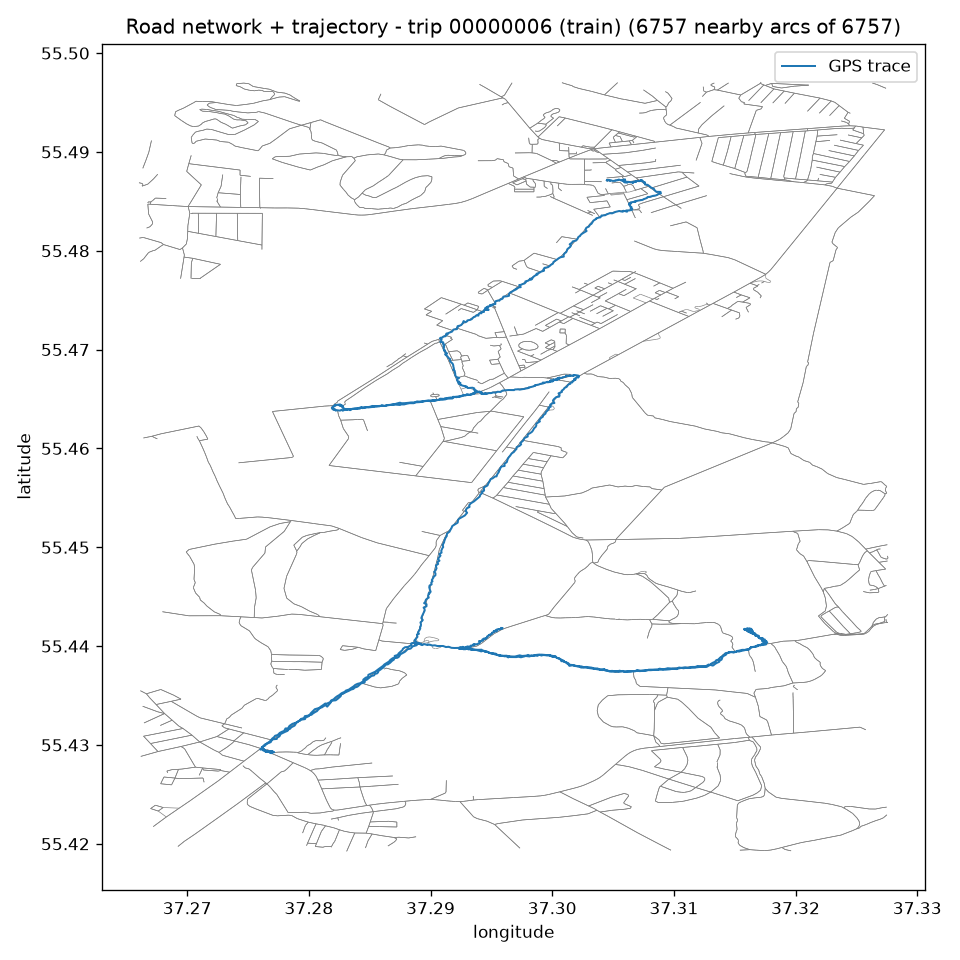 Road network + trajectory - trip 00000006 (train) (6757 nearby arcs of 6757)
GPS trace
55.50
55.49
55.48
55.47
55.46
55.45
55.44
55.43
55.42
latitude
37.27 37.28 37.29 37.30 37.31 37.32 37.33
longitude